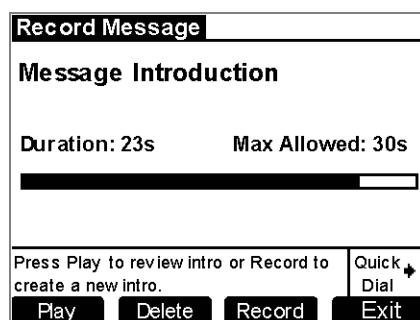 Record Message
Message Introduction
Duration: 23s Max Allowed: 30s
Press Play to review intro or Record to
create a new intro.
Quick
Dial
Play Delete Record Exit